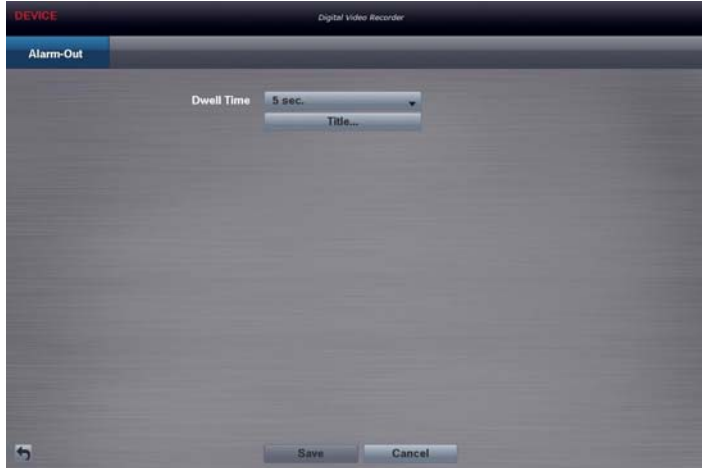 DEVICE
Digital Video Recorder
Alarm-Out
Dwell Time 5 sec.
Title...
Save Cancel